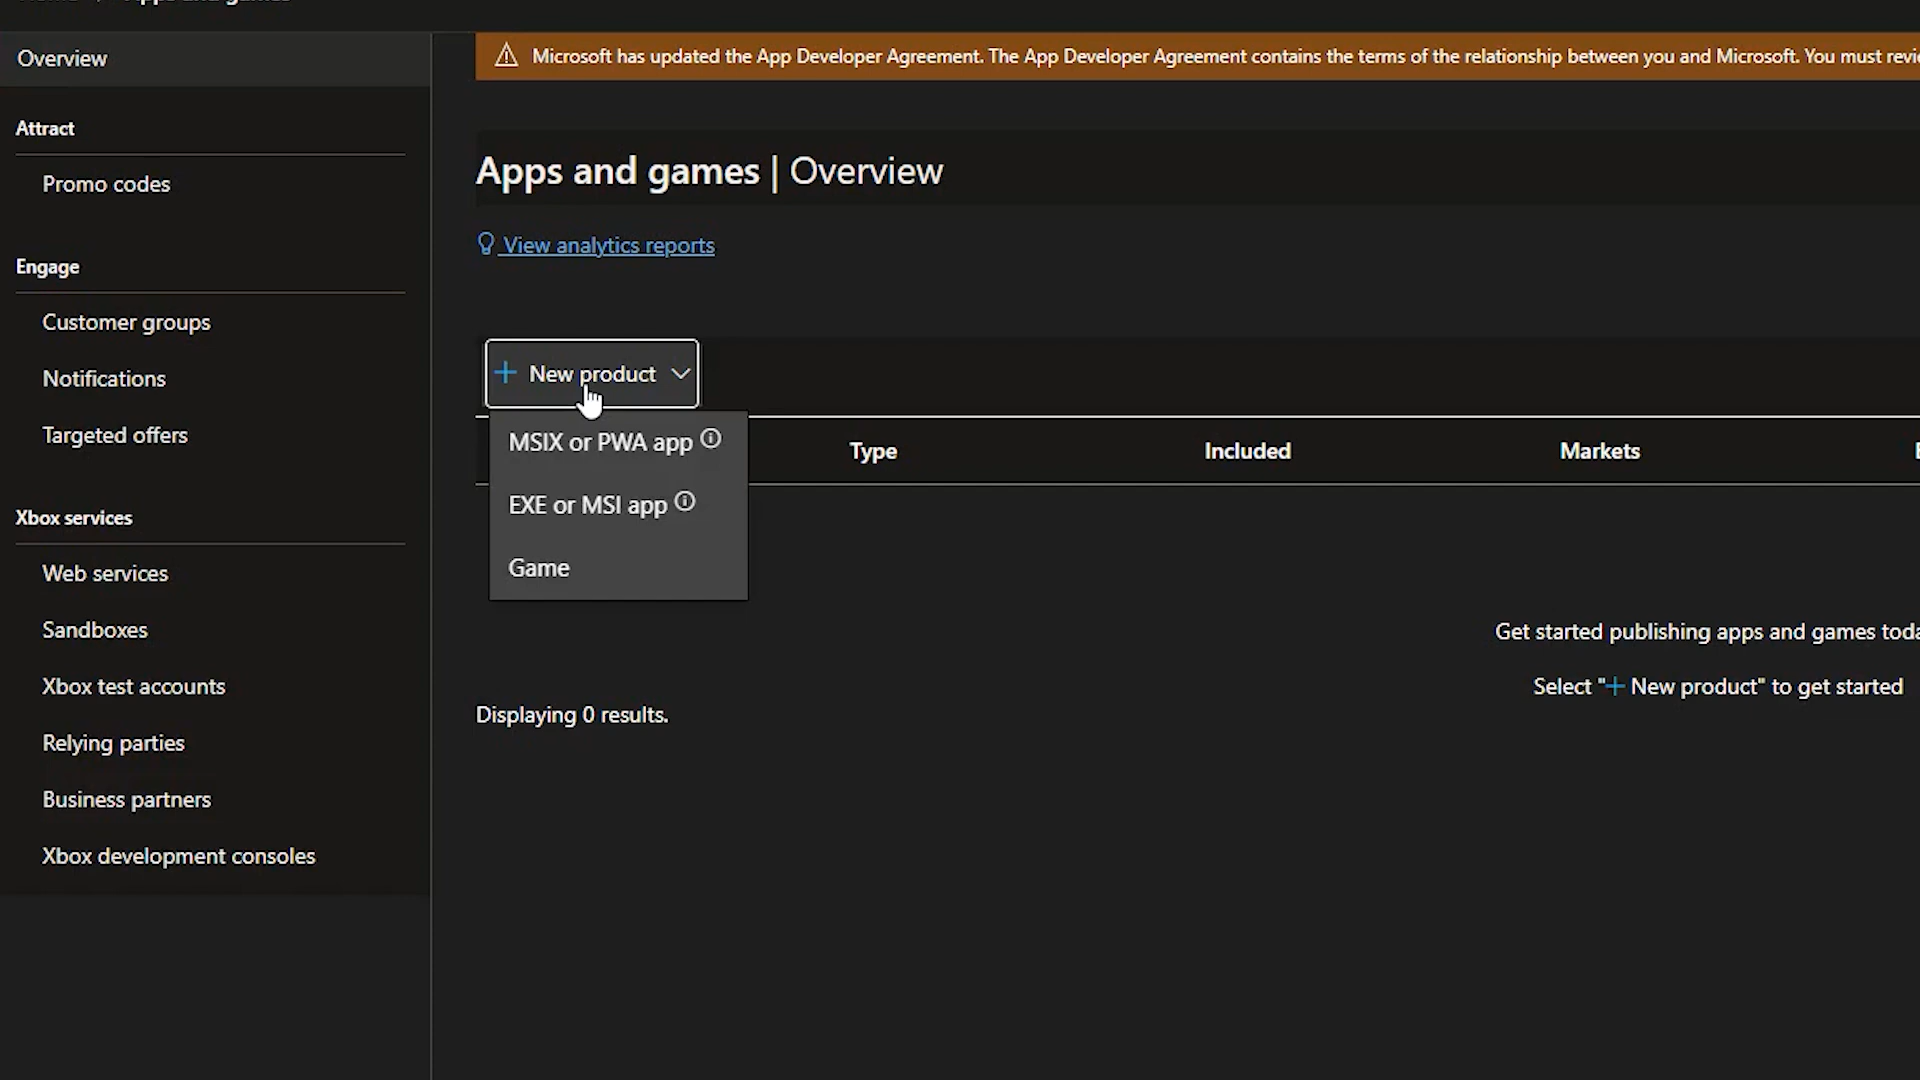 Apps and games
Overview
Attract
Promo codes
Engage
Customer groups
Notifications
Targeted offers
Xbox services
Web services
Sandboxes
Xbox test accounts
Relying parties
Business partners
Xbox development consoles
Microsoft has updated the App Developer Agreement. The App Developer Agreement contains the terms of the relationship between you and Microsoft. You must
Apps and games | Overview
View analytics reports
+ New product
MSIX or PWA app
EXE or MSI app
Game
Type Included Markets
Get started publishing apps and games
Select "+ New product" to get started
Displaying 0 results.